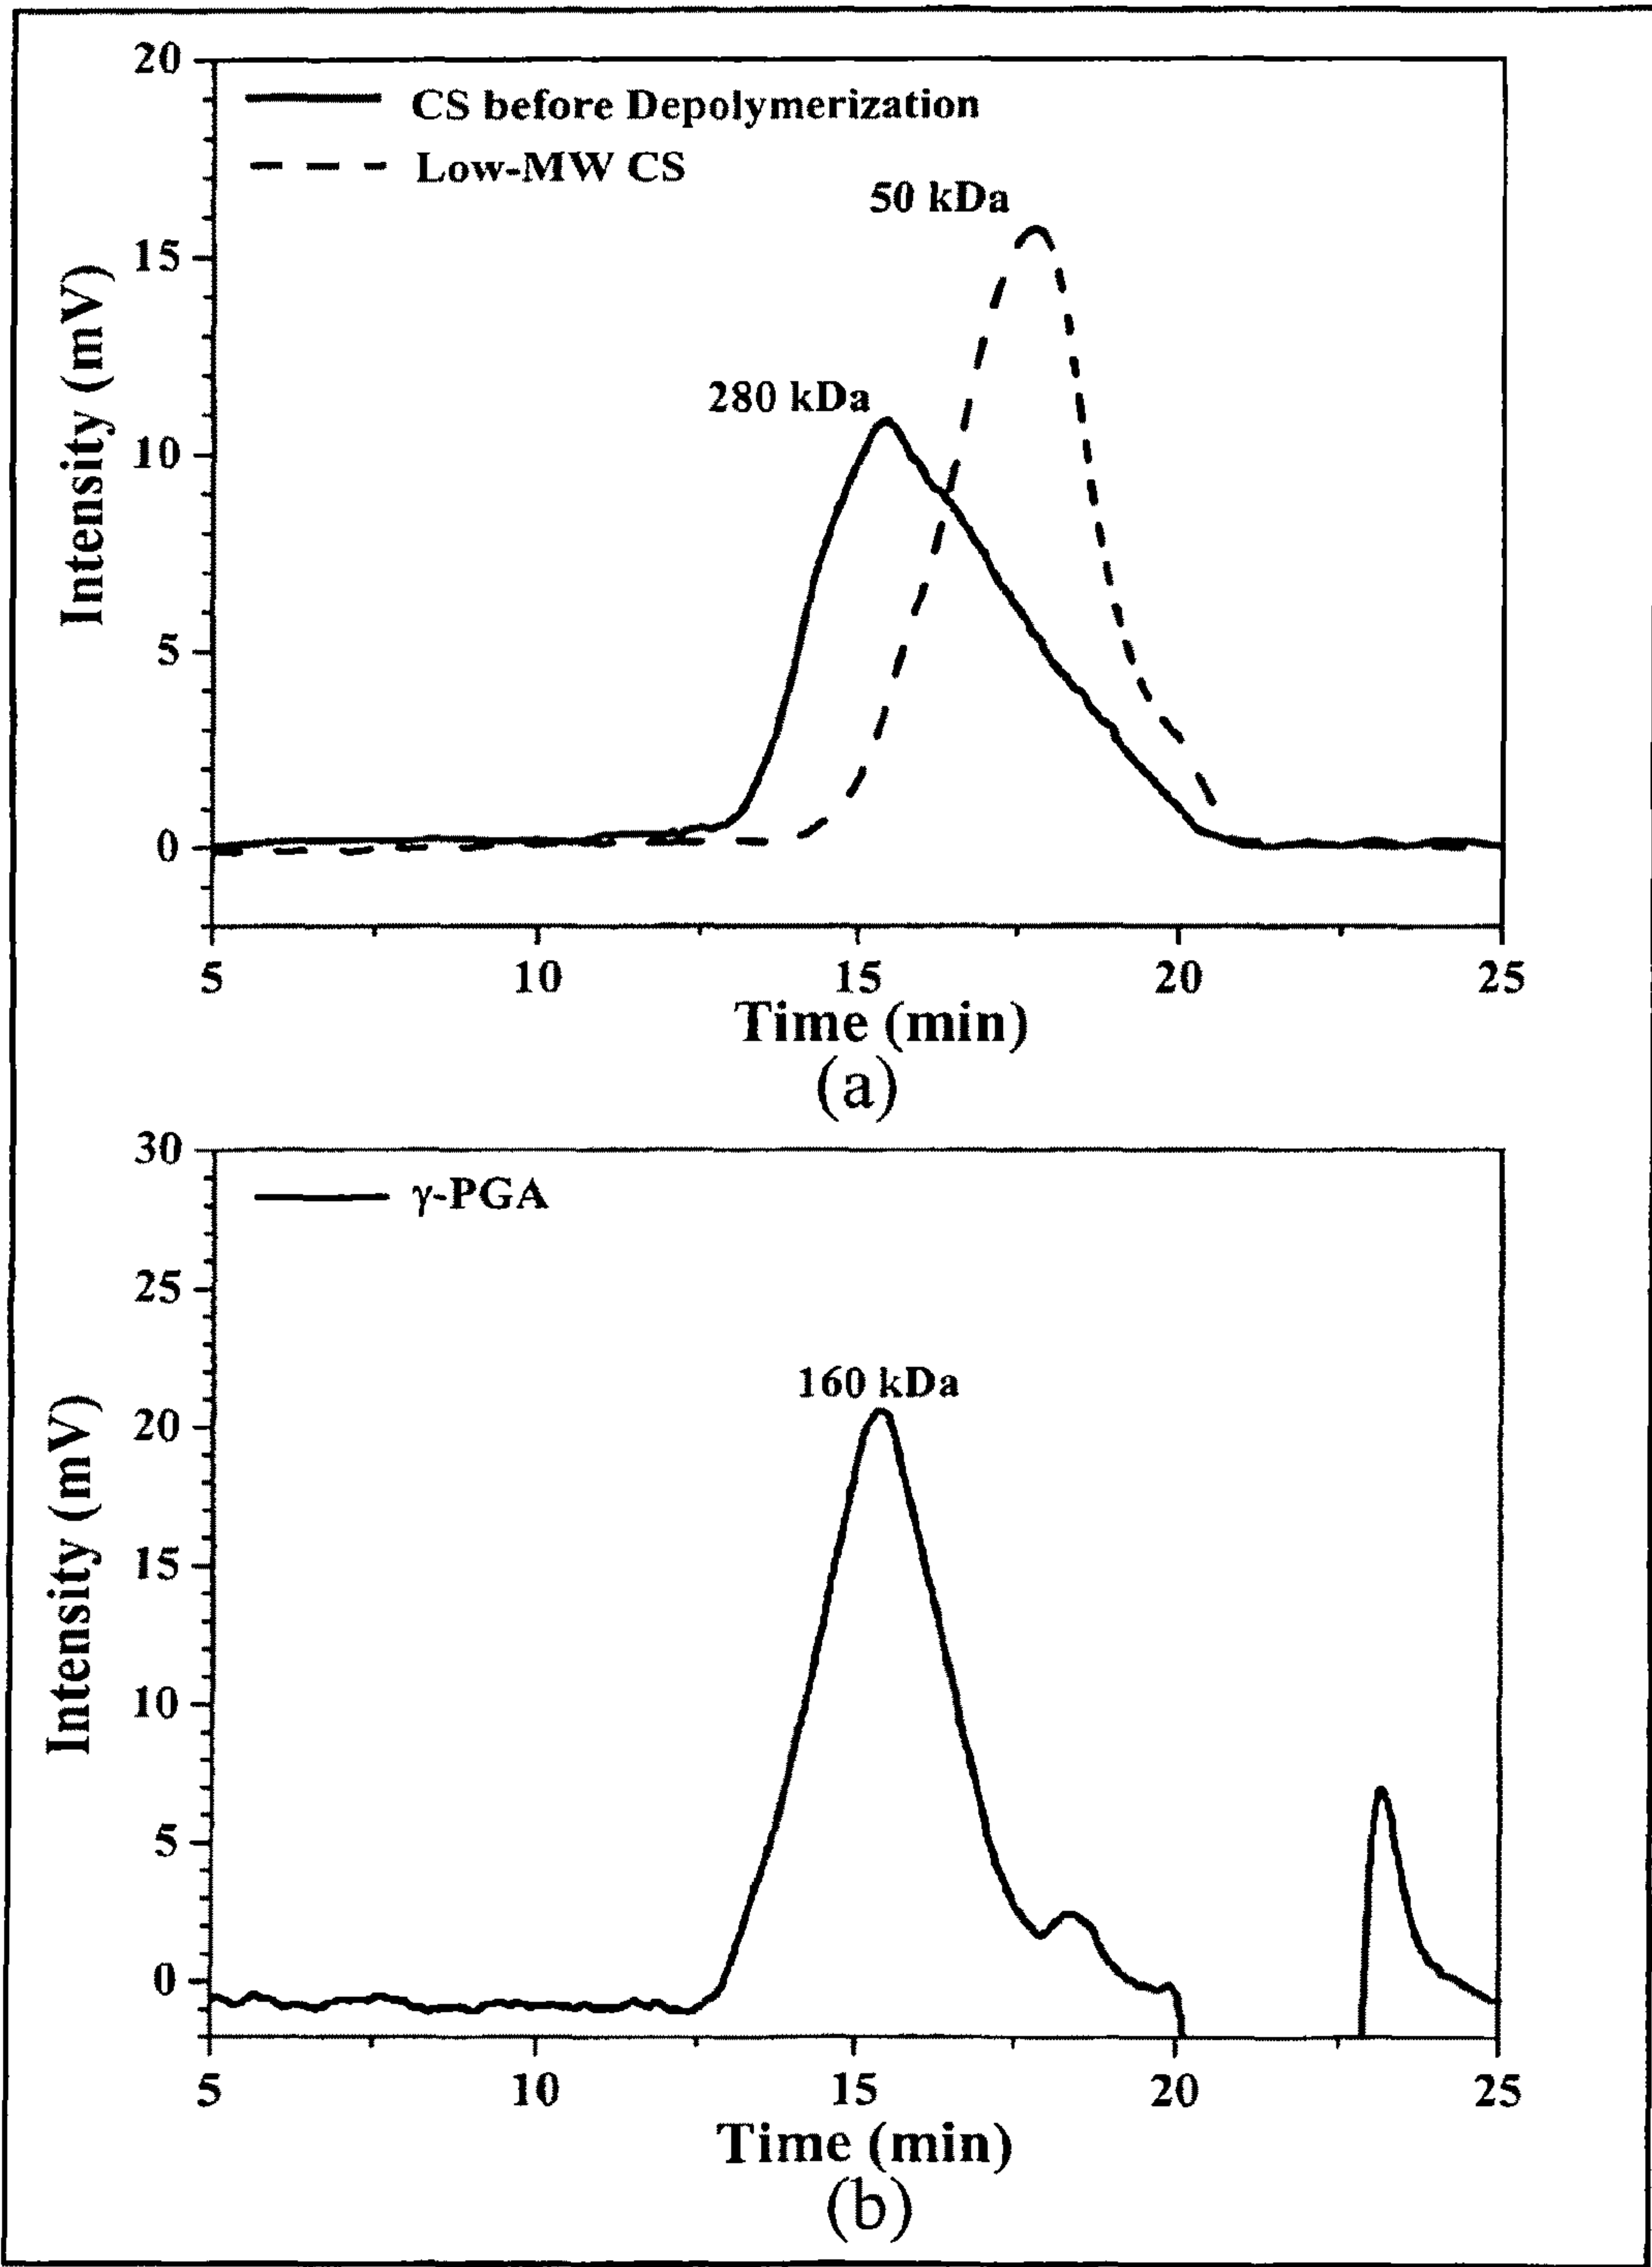 20
CS before Depolymerization
Low-MW CS
50 kDa
15
280 kDa
10
5
0
Intensity (mV)
5 10 15 20 25
Time (min)
(a)
30
γ-PGA
25
160 kDa
20
15
10
5
0
Intensity (mV)
5 10 15 20 25
Time (min)
(b)